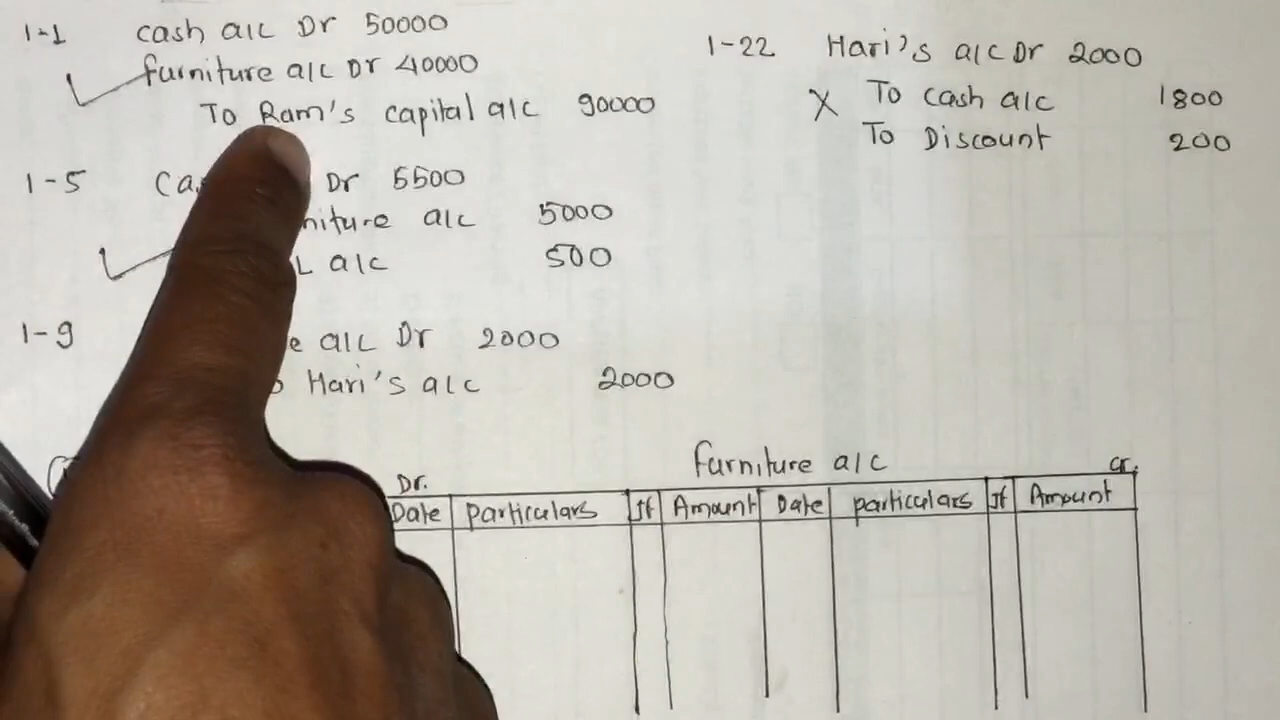 1-1 cash a/c Dr 50000
furniture a/c Dr 40000
To Ram's capital a/c 90000
1-5 Dr 5500
a/c 5000
a/c 500
1-9 a/c Dr 2000
Hari's a/c 2000
1-22 Hari's a/c Dr 2000
X To cash a/c 1800
To Discount 200
furniture a/c
Dr. cr.
Date particulars Jf Amount Date particulars Jf Amount